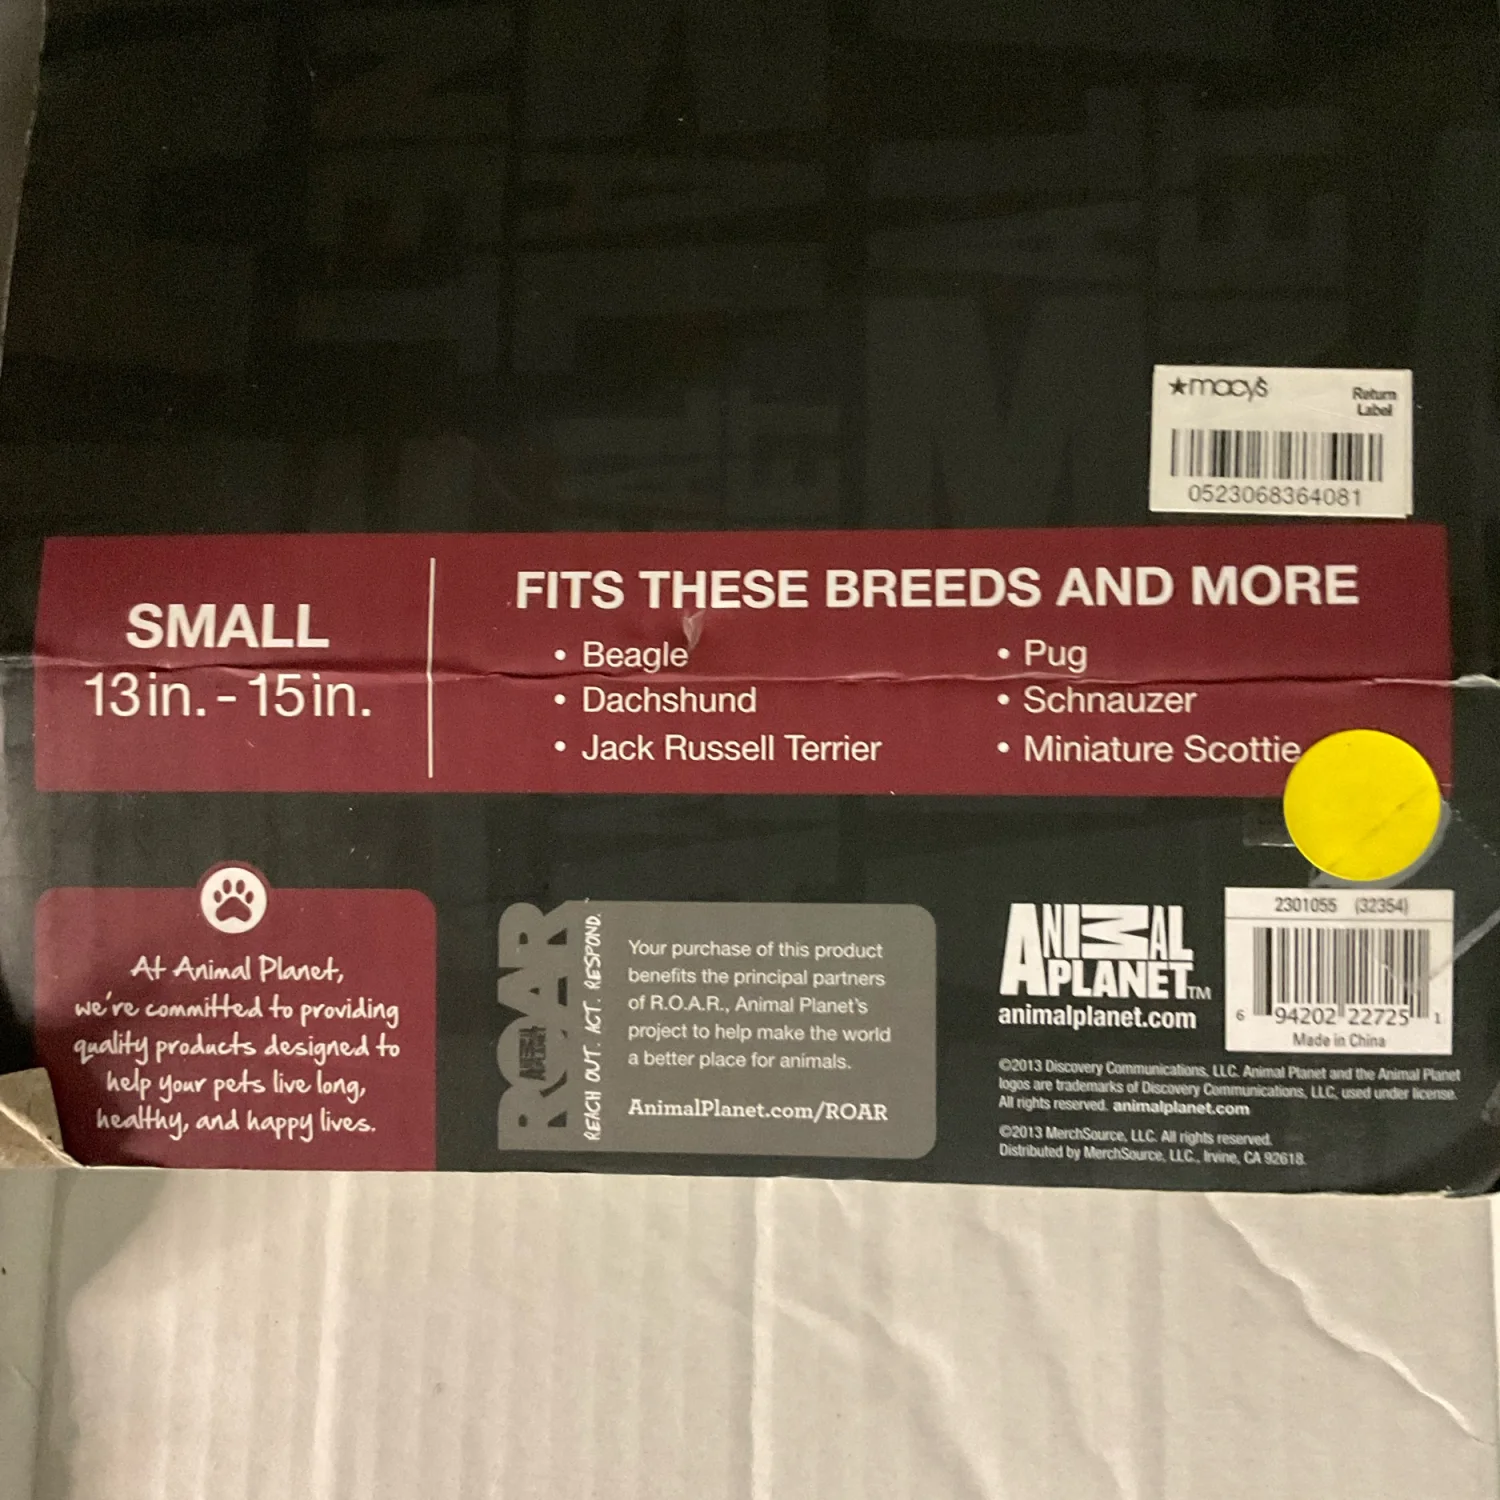 ★macy's
Return
Label
0523068364081
SMALL
13in. - 15in.
FITS THESE BREEDS AND MORE
• Beagle
• Dachshund
• Jack Russell Terrier
• Pug
• Schnauzer
• Miniature Scottie
At Animal Planet,
we're committed to providing
quality products designed to
help your pets live long,
healthy, and happy lives.
ROAR
ANIMAL PLANET
REACH OUT. ACT. RESPOND.
Your purchase of this product
benefits the principal partners
of R.O.A.R., Animal Planet's
project to help make the world
a better place for animals.
AnimalPlanet.com/ROAR
ANIMAL
PLANET™
animalplanet.com
2301055 (32354)
6 94202 22725 1
Made in China
©2013 Discovery Communications, LLC. Animal Planet and the Animal Planet
logos are trademarks of Discovery Communications, LLC, used under license.
All rights reserved. animalplanet.com
©2013 MerchSource, LLC. All rights reserved.
Distributed by MerchSource, LLC., Irvine, CA 92618.